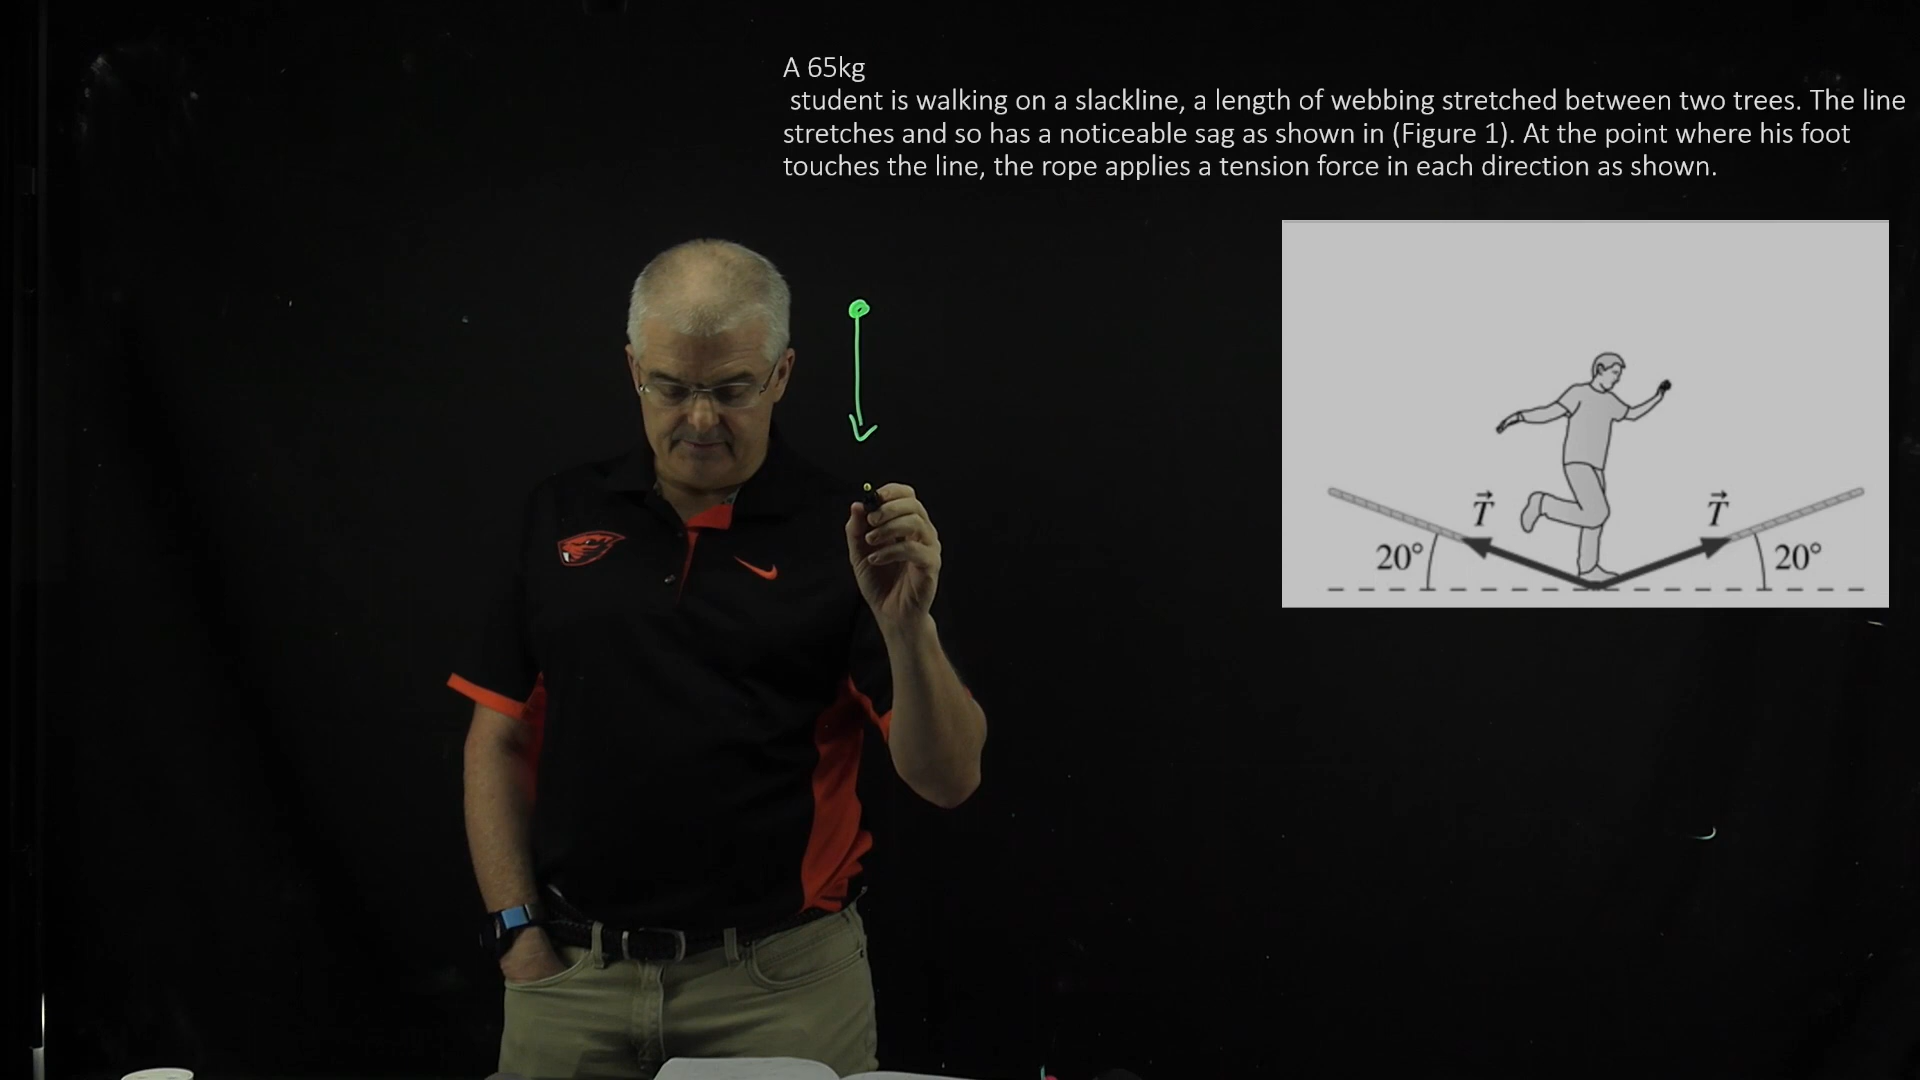 A 65kg
student is walking on a slackline, a length of webbing stretched between two trees. The line
stretches and so has a noticeable sag as shown in (Figure 1). At the point where his foot
touches the line, the rope applies a tension force in each direction as shown.
T⃗ T⃗
20° 20°